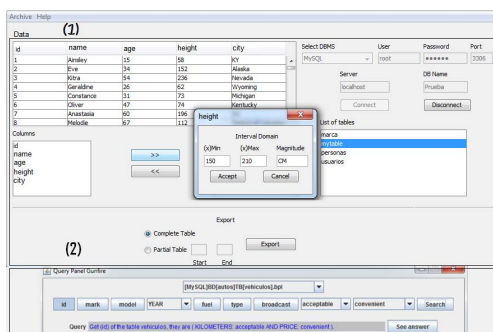 Archive Help
(1)
Data
id name age height city
1 Ainsley 15 58 KY
2 Eve 34 152 Alaska
3 Kitra 54 236 Nevada
4 Geraldine 26 62 Wyoming
5 Constance 31 73 Michigan
6 Oliver 47 74 Kentucky
7 Anastasia 60 196
8 Melodie 67 112
Select DBMS User Password Port
MySQL root ●●●●●● 3306
Server DB Name
localhost Prueba
Connect Disconnect
List of tables
marca
mytable
personas
usuarios
Columns
id
name
age
height
city
>>
<<
height
Interval Domain
(x)Min (x)Max Magnitude
150 210 CM
Accept Cancel
Export
Complete Table
Partial Table
Start End
Export
(2)
Query Panel Gunfire
[MySQL]BD[autos]TB[vehiculos].bpl
id mark model YEAR fuel type broadcast acceptable convenient Search
Query Get (id) of the table vehiculos, they are ( KILOMETERS: acceptable AND PRICE: convenient ).
See answer